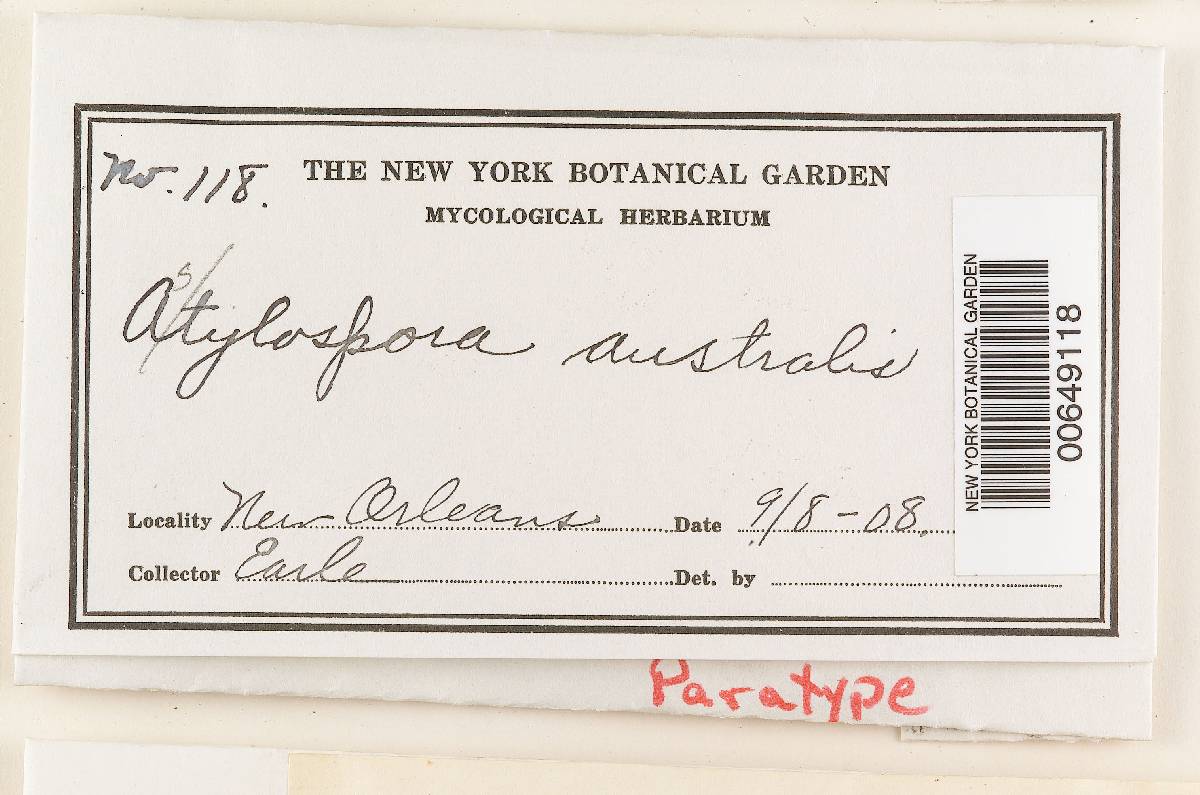 No. 118.
THE NEW YORK BOTANICAL GARDEN
MYCOLOGICAL HERBARIUM
Atylospora australis
s
Locality New Orleans Date 9/8-08.
Collector Earle Det. by
NEW YORK BOTANICAL GARDEN
00649118
Paratype